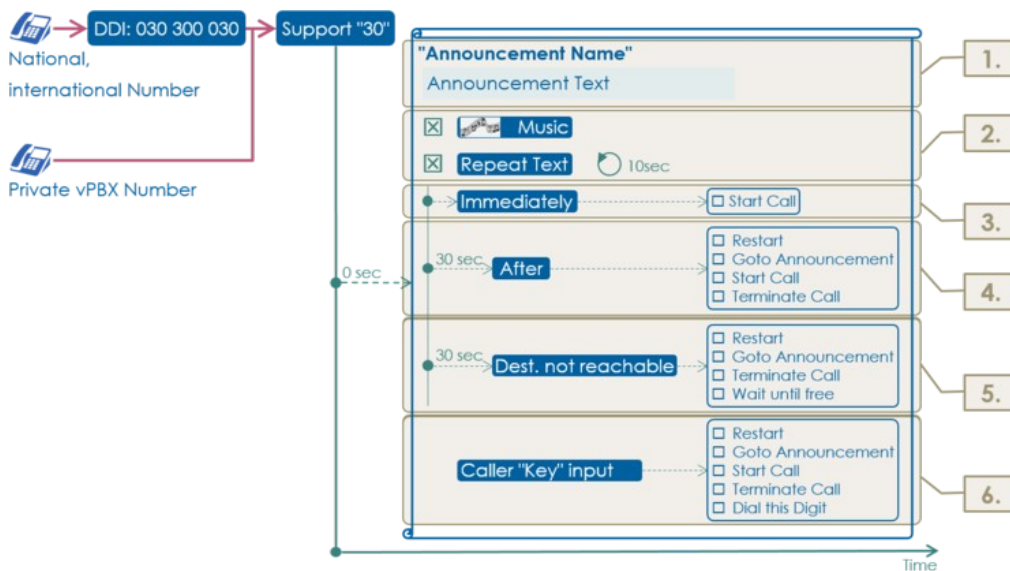 DDI: 030 300 030
Support "30"
National,
international Number
Private vPBX Number
0 sec
"Announcement Name"
Announcement Text
1.
☒ Music
☒ Repeat Text 10sec
2.
Immediately
☐ Start Call
3.
30 sec
After
☐ Restart
☐ Goto Announcement
☐ Start Call
☐ Terminate Call
4.
30 sec
Dest. not reachable
☐ Restart
☐ Goto Announcement
☐ Terminate Call
☐ Wait until free
5.
Caller "Key" input
☐ Restart
☐ Goto Announcement
☐ Start Call
☐ Terminate Call
☐ Dial this Digit
6.
Time